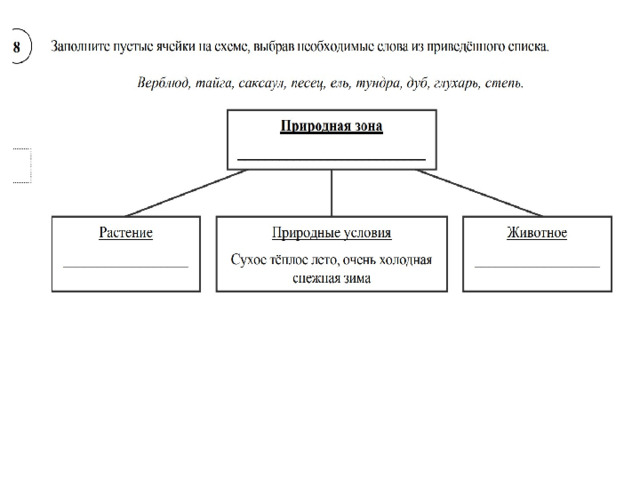 8
Заполните пустые ячейки на схеме, выбрав необходимые слова из приведённого списка.
Верблюд, тайга, саксаул, песец, ель, тундра, дуб, глухарь, степь.
Природная зона
Растение
Природные условия
Сухое тёплое лето, очень холодная
снежная зима
Животное